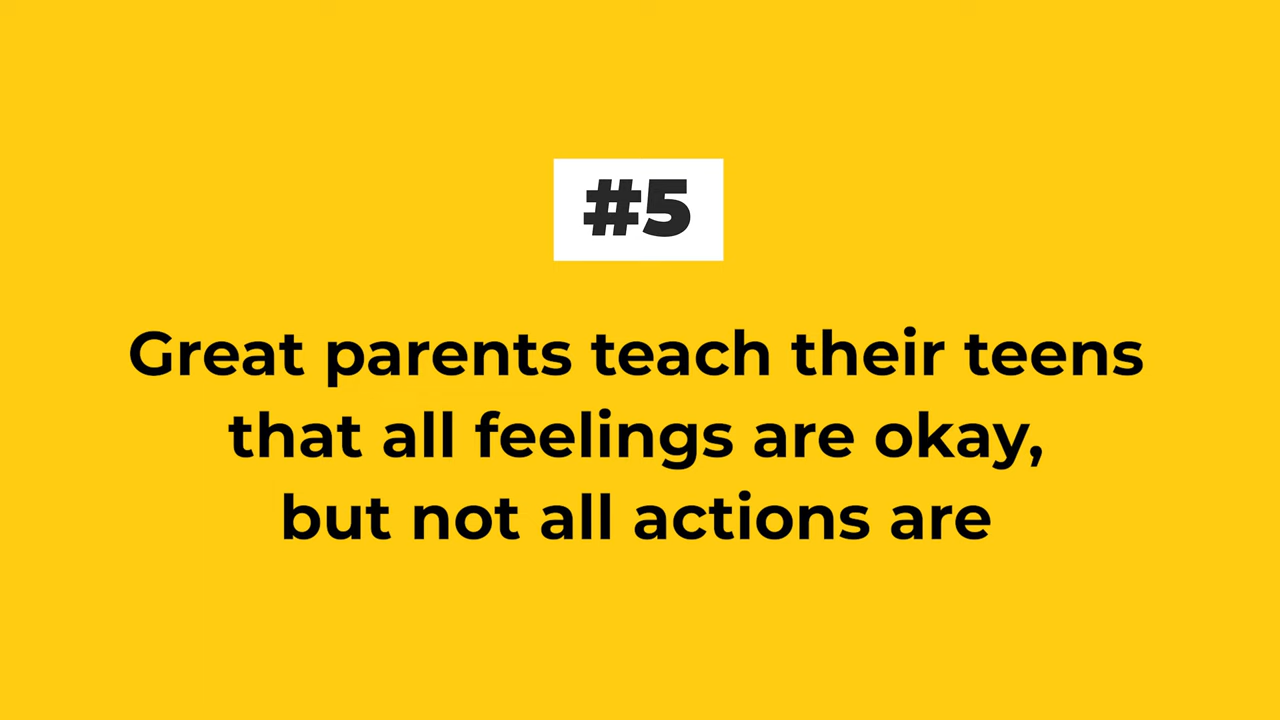 #5
Great parents teach their teens
that all feelings are okay,
but not all actions are